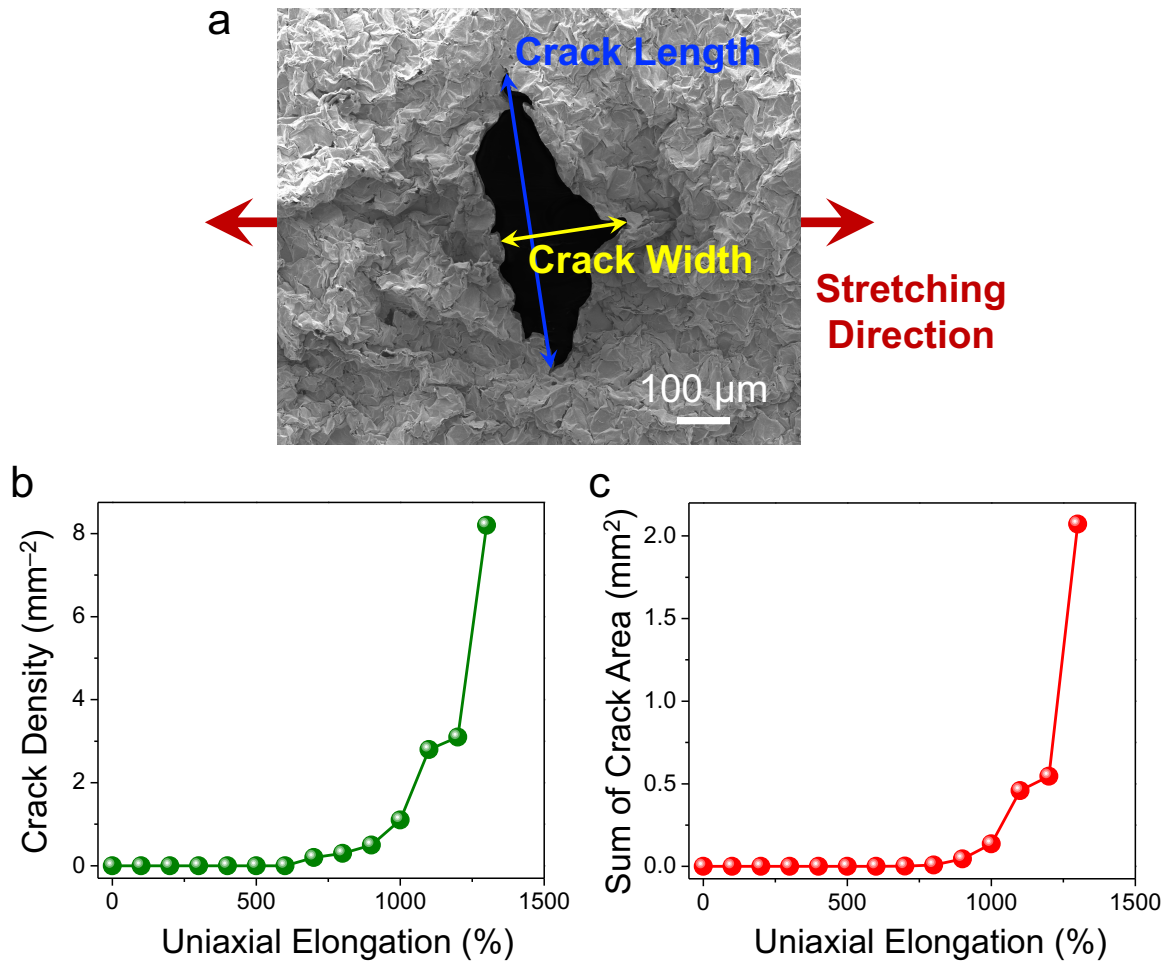 a
Crack Length
Crack Width
Stretching
Direction
100 µm
b
Crack Density (mm⁻²)
8
6
4
2
0
0 500 1000 1500
Uniaxial Elongation (%)
c
Sum of Crack Area (mm²)
2.0
1.5
1.0
0.5
0.0
0 500 1000 1500
Uniaxial Elongation (%)